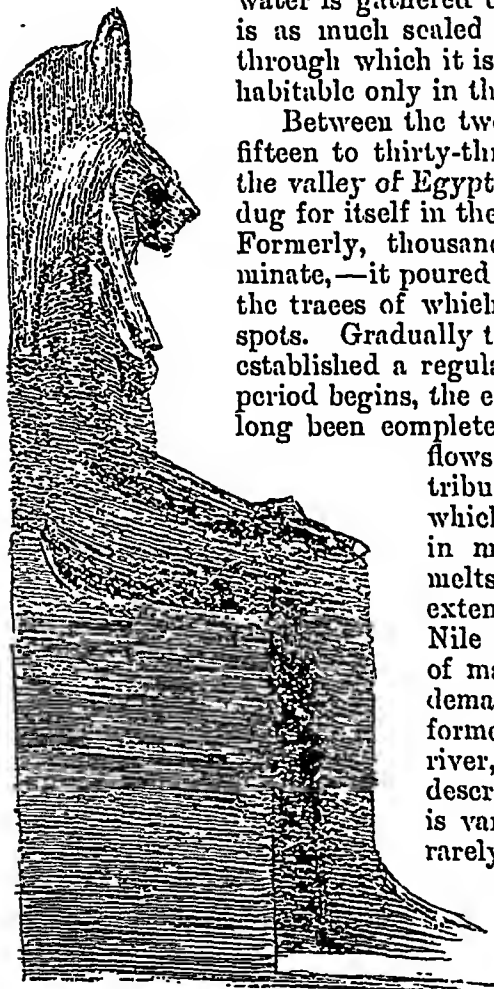 water is gathered
is as much scaled
through which it is
habitable only in the
Between the two
fifteen to thirty-thr
the valley of Egypt
dug for itself in the
Formerly, thousand
minate,—it poured
the traces of which
spots. Gradually t
established a regula
period begins, the e
long been complete
flows
tribu
which
in m
melts
exten
Nile
of ma
dema
forme
river,
descr
is var
rarely